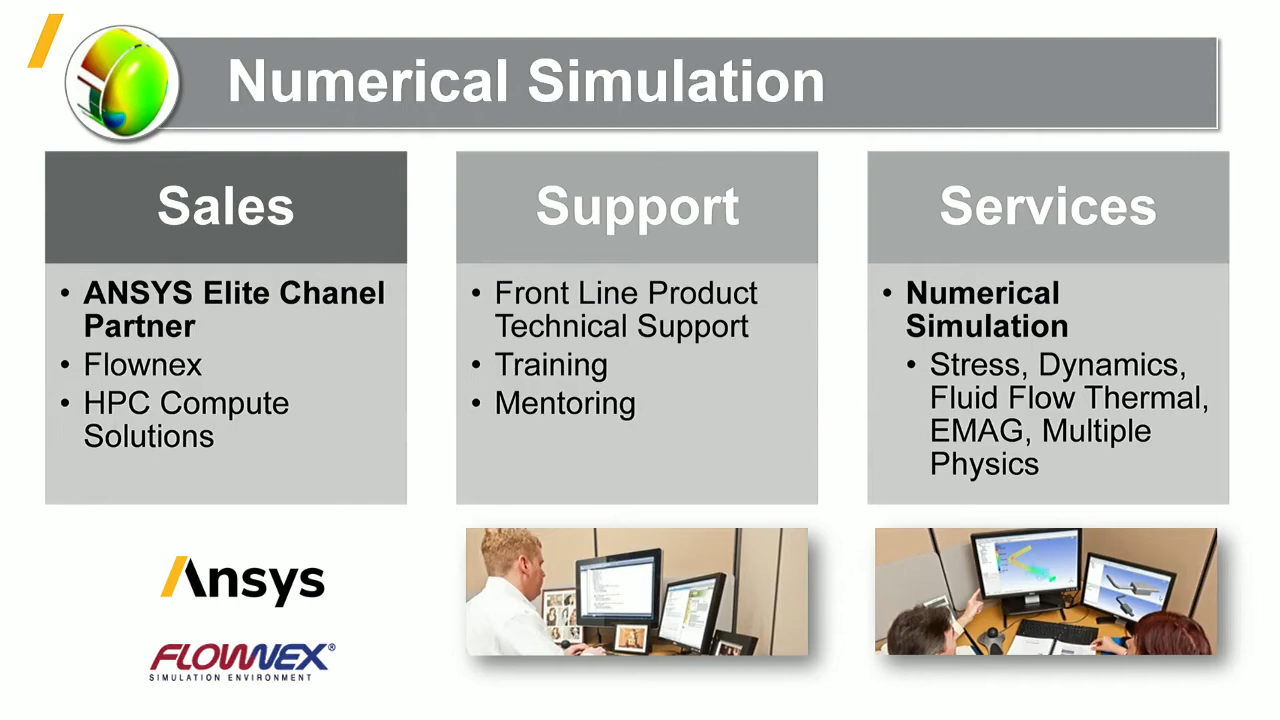 Numerical Simulation
Sales
• ANSYS Elite Chanel
Partner
• Flownex
• HPC Compute
Solutions
Support
• Front Line Product
Technical Support
• Training
• Mentoring
Services
• Numerical
Simulation
• Stress, Dynamics,
Fluid Flow Thermal,
EMAG, Multiple
Physics
Ansys
FLOWNEX®
SIMULATION ENVIRONMENT